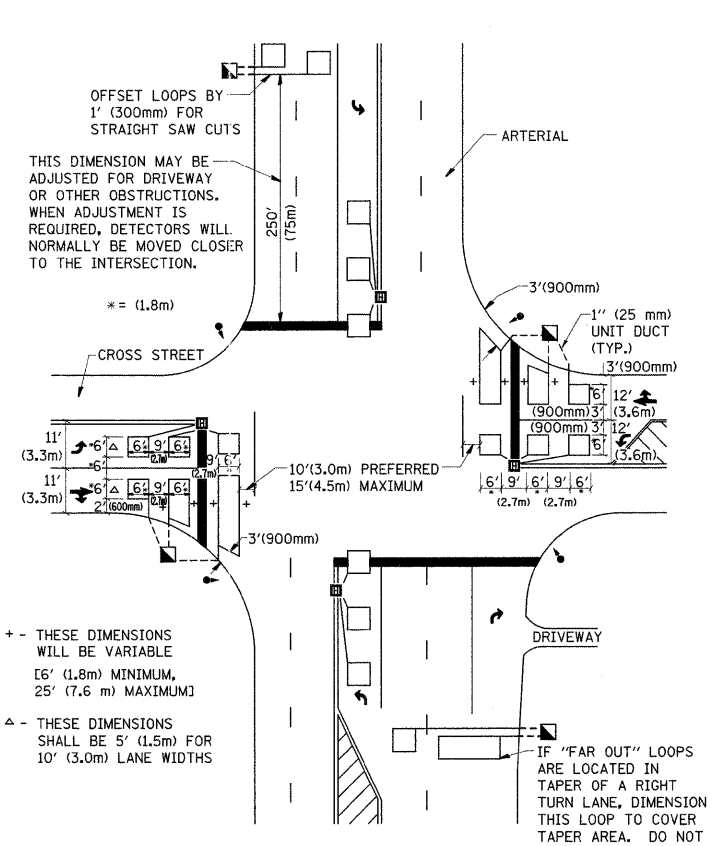 OFFSET LOOPS BY
1' (300mm) FOR
STRAIGHT SAW CUTS
ARTERIAL
THIS DIMENSION MAY BE
ADJUSTED FOR DRIVEWAY
OR OTHER OBSTRUCTIONS.
WHEN ADJUSTMENT IS
REQUIRED, DETECTORS WILL
NORMALLY BE MOVED CLOSER
TO THE INTERSECTION.
250'
(75m)
* = (1.8m)
3'(900mm)
1'' (25 mm)
UNIT DUCT
(TYP.)
CROSS STREET
3'(900mm)
6'
12'
(3.6m)
(900mm) 3'
(900mm) 3'
12'
6'
(3.6m)
11'
(3.3m)
*6'
△
6' 9' 6'
(2.7m)
*6'
9' 6'
(2.7m) *
11'
(3.3m)
*6'
△
6' 9' 6'
(2.7m)
2' (600mm)
10'(3.0m) PREFERRED
15'(4.5m) MAXIMUM
6' 9' 6' 9' 6'
* (2.7m) * (2.7m) *
3'(900mm)
+ - THESE DIMENSIONS
WILL BE VARIABLE
[6' (1.8m) MINIMUM,
25' (7.6 m) MAXIMUM]
DRIVEWAY
△ - THESE DIMENSIONS
SHALL BE 5' (1.5m) FOR
10' (3.0m) LANE WIDTHS
IF "FAR OUT" LOOPS
ARE LOCATED IN
TAPER OF A RIGHT
TURN LANE, DIMENSION
THIS LOOP TO COVER
TAPER AREA. DO NOT